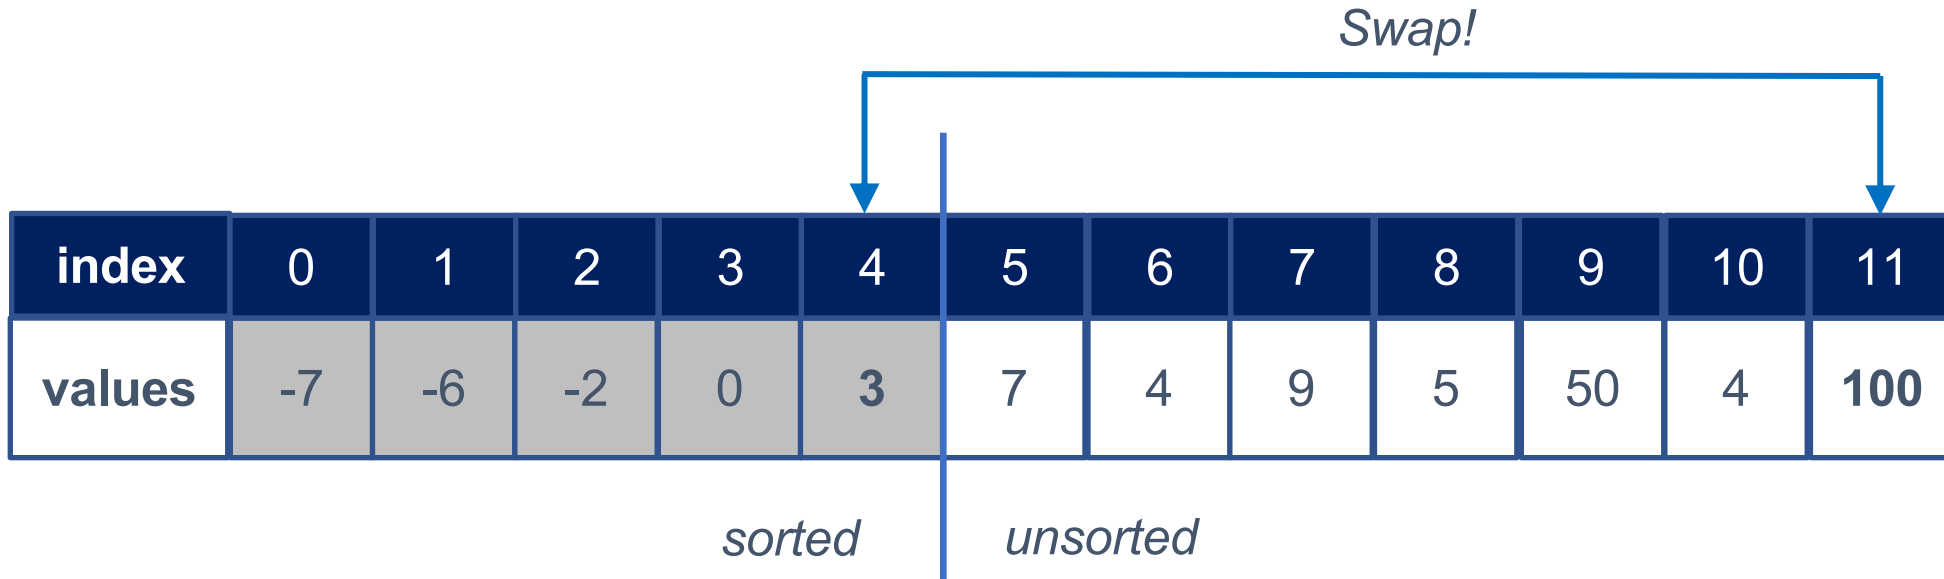 Swap!
index 0 1 2 3 4 5 6 7 8 9 10 11
values -7 -6 -2 0 3 7 4 9 5 50 4 100
sorted unsorted